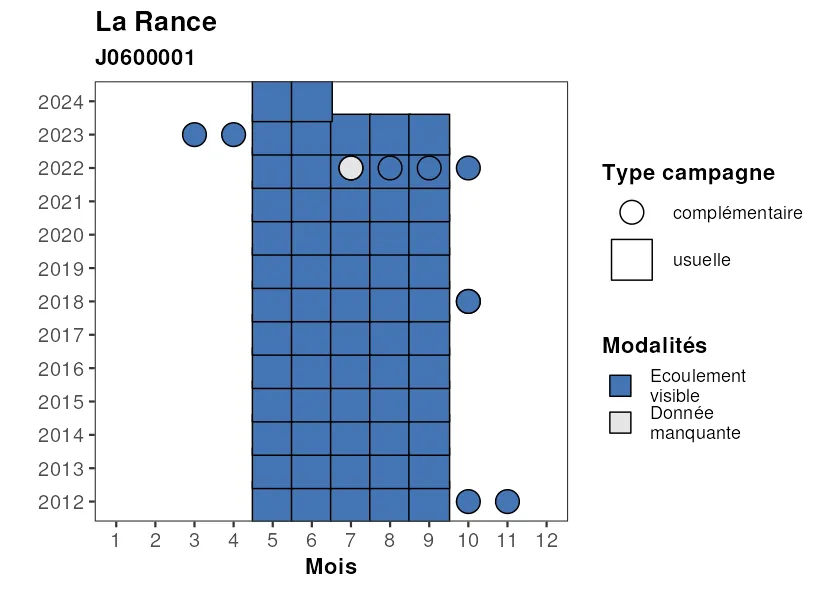 La Rance
J0600001
2024
2023
2022
2021
2020
2019
2018
2017
2016
2015
2014
2013
2012
1 2 3 4 5 6 7 8 9 10 11 12
Mois
Type campagne
complémentaire
usuelle
Modalités
Ecoulement
visible
Donnée
manquante